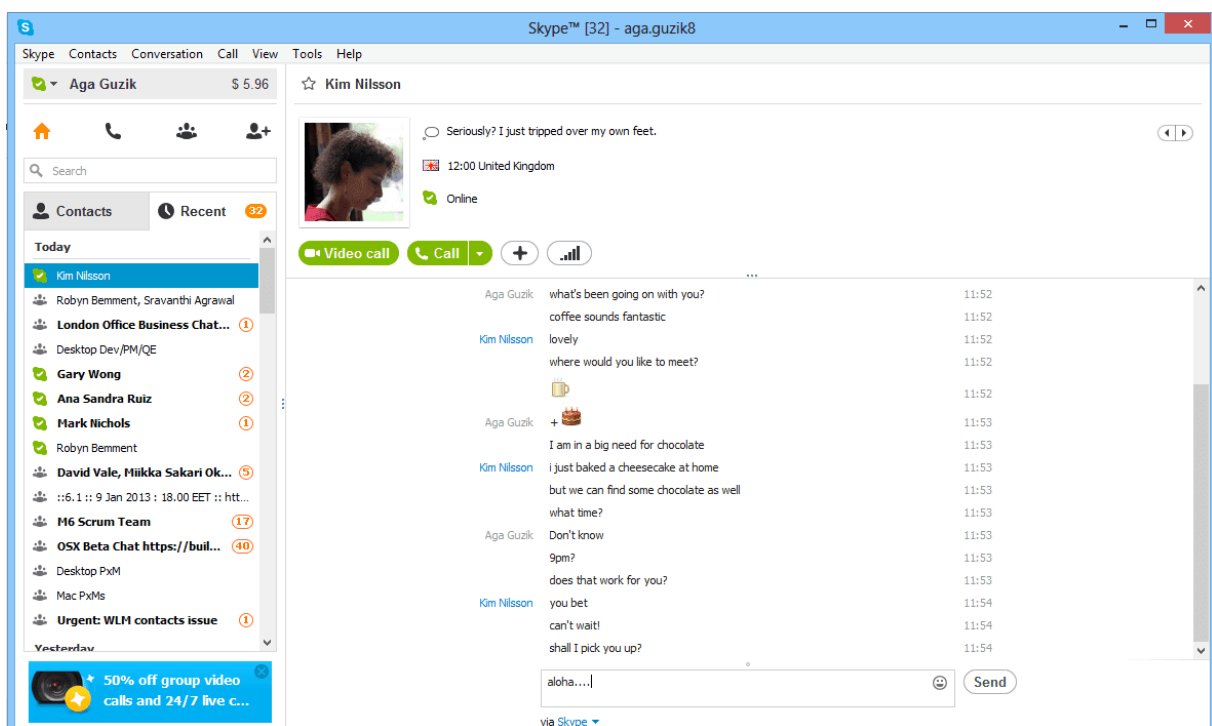 Skype™ [32] - aga.guzik8
Skype Contacts Conversation Call View Tools Help
Aga Guzik $ 5.96
Search
Contacts Recent 32
Today
Kim Nilsson
Robyn Bemment, Sravanthi Agrawal
London Office Business Chat... 1
Desktop Dev/PM/QE
Gary Wong 2
Ana Sandra Ruiz 2
Mark Nichols 1
Robyn Bemment
David Vale, Miikka Sakari Ok... 5
::6.1 :: 9 Jan 2013 : 18.00 EET :: htt...
M6 Scrum Team 17
OSX Beta Chat https://buil... 40
Desktop PxM
Mac PxMs
Urgent: WLM contacts issue 1
Yesterday
50% off group video
calls and 24/7 live c...
Kim Nilsson
Seriously? I just tripped over my own feet.
12:00 United Kingdom
Online
Video call Call
Aga Guzik what's been going on with you? 11:52
coffee sounds fantastic 11:52
Kim Nilsson lovely 11:52
where would you like to meet? 11:52
11:52
Aga Guzik + 11:53
I am in a big need for chocolate 11:53
Kim Nilsson i just baked a cheesecake at home 11:53
but we can find some chocolate as well 11:53
what time? 11:53
Aga Guzik Don't know 11:53
9pm? 11:53
does that work for you? 11:53
Kim Nilsson you bet 11:54
can't wait! 11:54
shall I pick you up? 11:54
aloha.... Send
via Skype